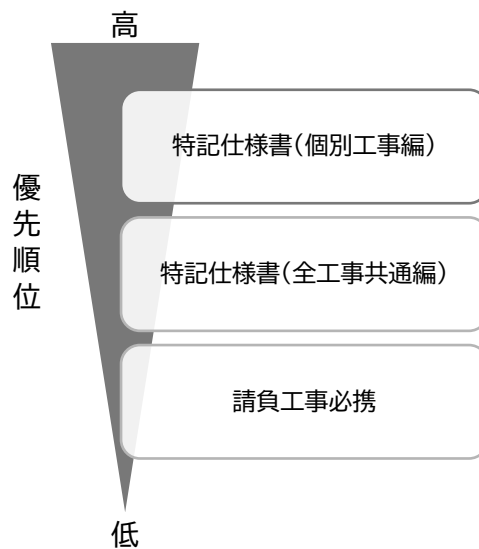 高
優先順位
特記仕様書（個別工事編）
特記仕様書（全工事共通編）
請負工事必携
低